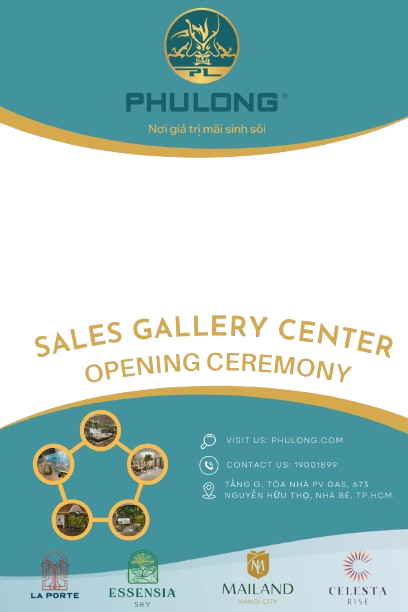 PL
PHULONG®
Nơi giá trị mãi sinh sôi
SALES GALLERY CENTER
OPENING CEREMONY
VISIT US: PHULONG.COM
CONTACT US: 19001899
TẦNG G, TÒA NHÀ PV GAS, 673
NGUYỄN HỮU THỌ, NHÀ BÈ, TP.HCM.
LA PORTE
ESSENSIA
SKY
M
MAILAND
HANOI CITY
CELESTA
RISE